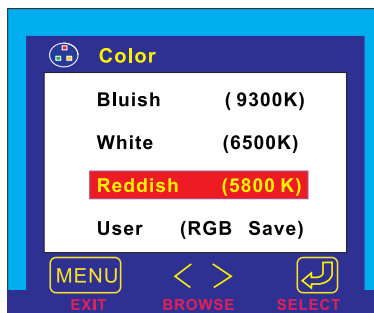 Color
Bluish (9300K)
White (6500K)
Reddish (5800 K)
User (RGB Save)
MENU < >
EXIT BROWSE SELECT